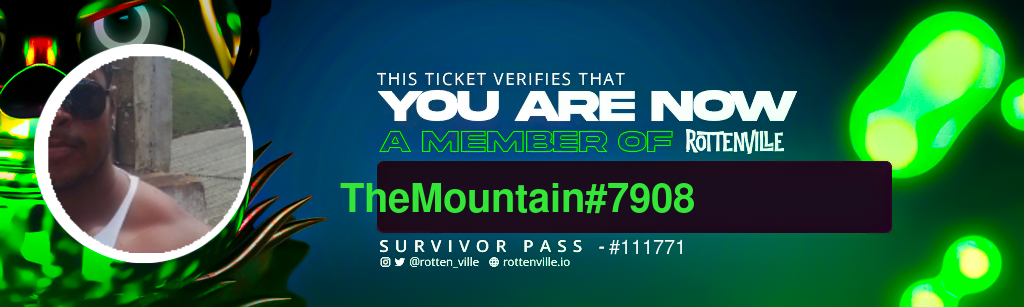 THIS TICKET VERIFIES THAT
YOU ARE NOW
A MEMBER OF ROTTENVILLE
TheMountain#7908
SURVIVOR PASS - #111771
@rotten_ville rottenville.io